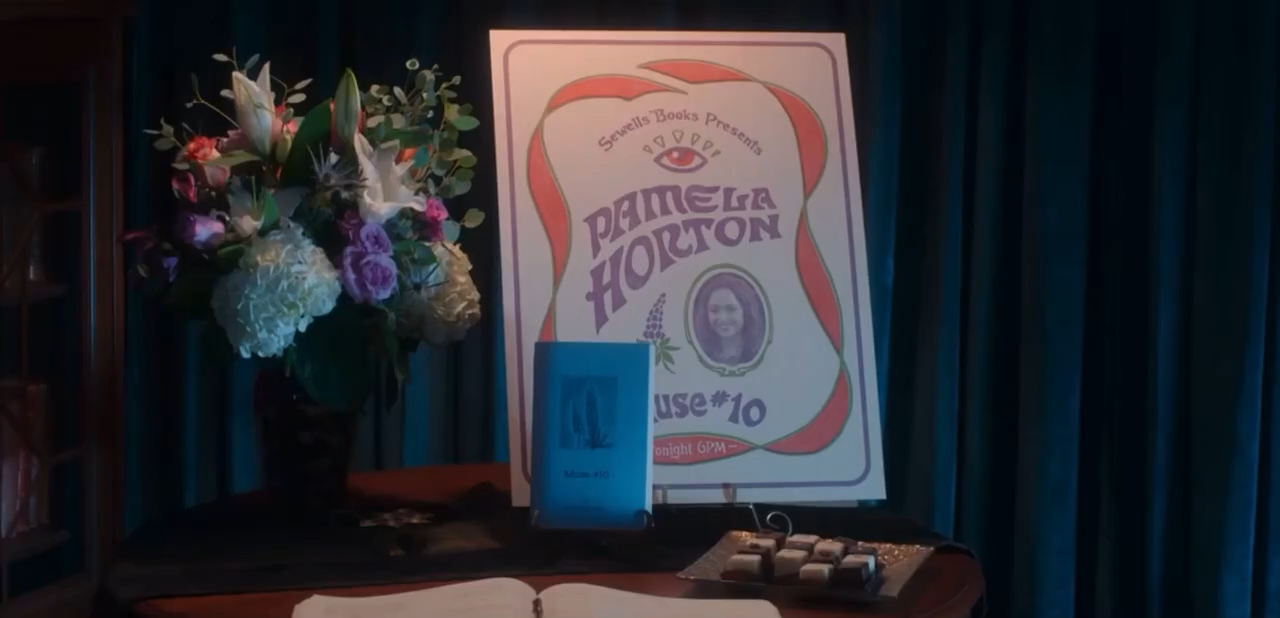 Sewells Books Presents
PAMELA
HORTON
use #10
onight 6PM –
Muse #10